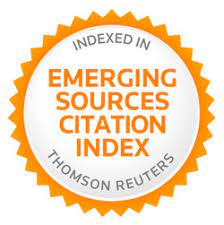 INDEXED IN
EMERGING
SOURCES
CITATION
INDEX
THOMSON REUTERS